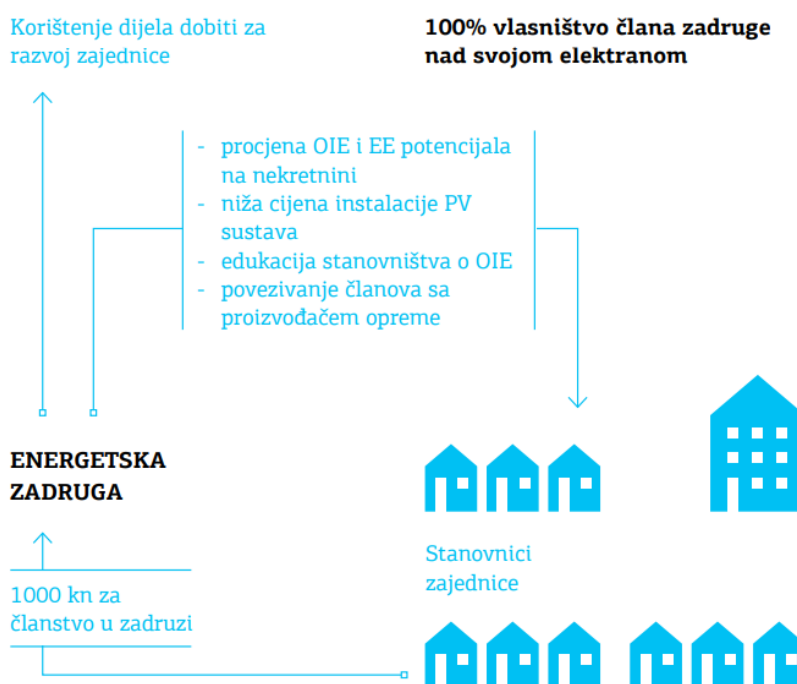 Korištenje dijela dobiti za
razvoj zajednice
100% vlasništvo člana zadruge
nad svojom elektranom
- procjena OIE i EE potencijala
na nekretnini
- niža cijena instalacije PV
sustava
- edukacija stanovništva o OIE
- povezivanje članova sa
proizvođačem opreme
ENERGETSKA
ZADRUGA
Stanovnici
zajednice
1000 kn za
članstvo u zadruzi